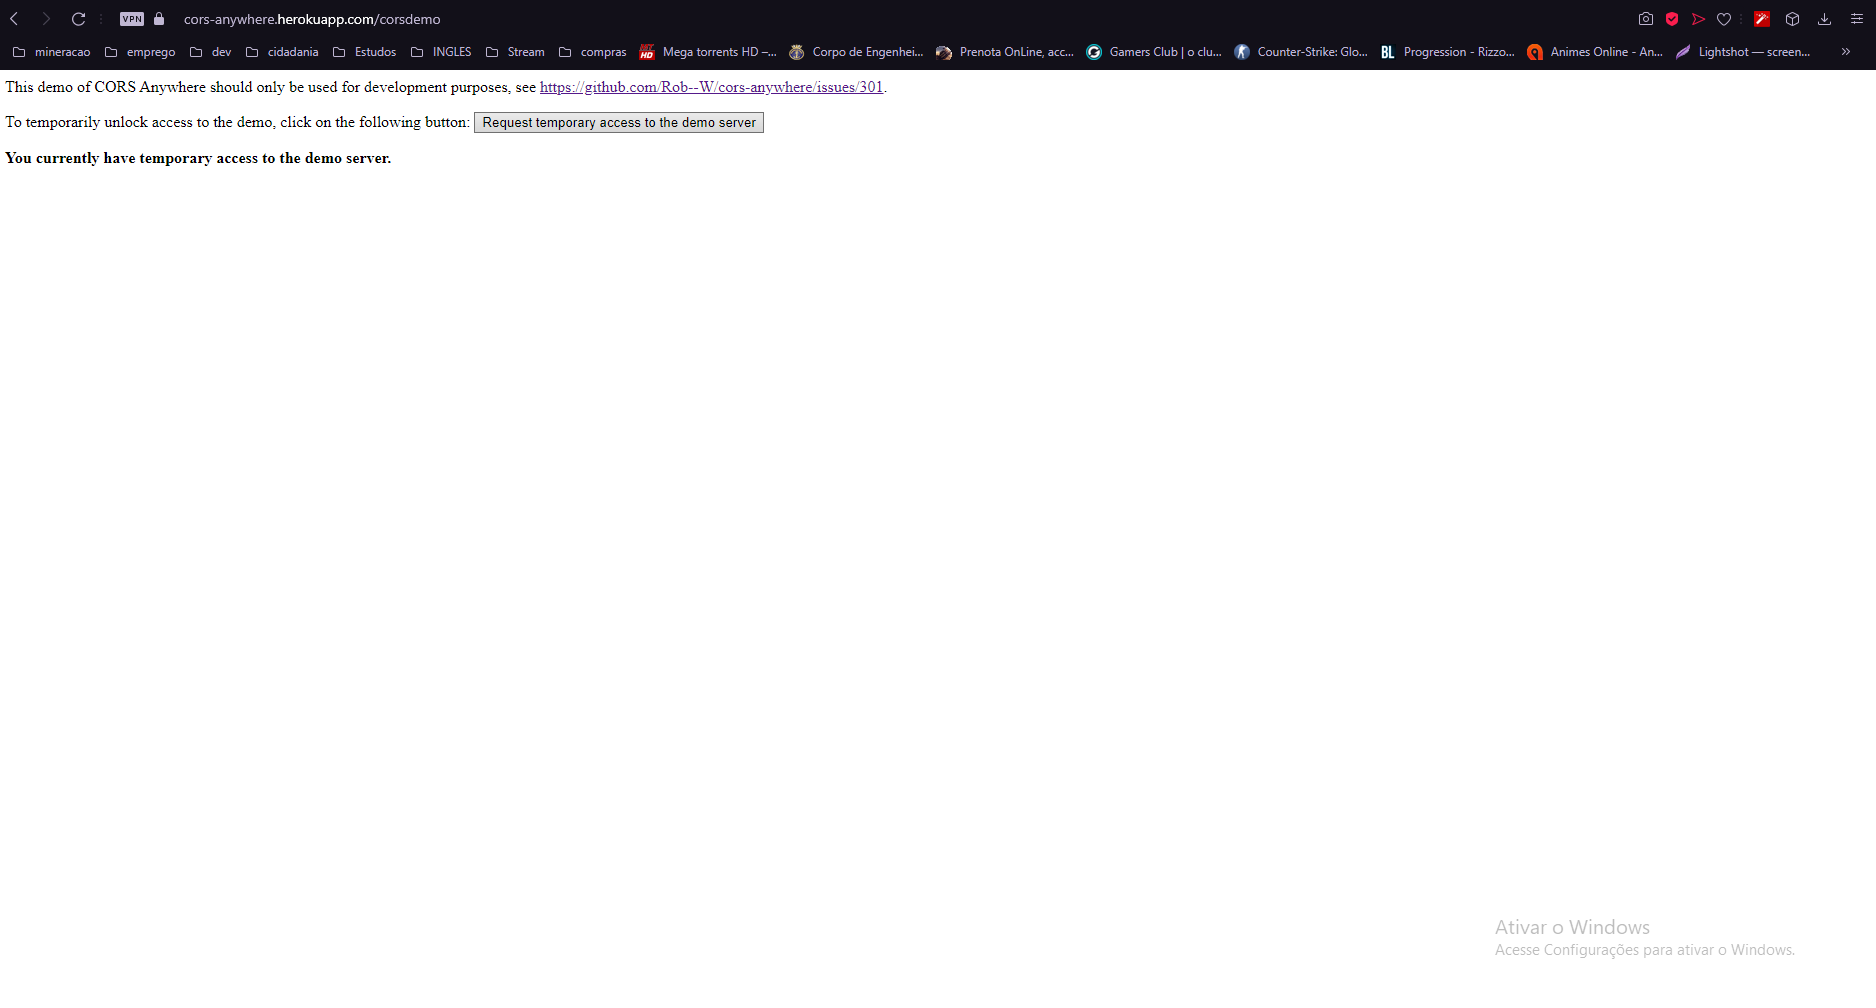 VPN cors-anywhere.herokuapp.com/corsdemo
mineracao emprego dev cidadania Estudos INGLES Stream compras Mega torrents HD –... Corpo de Engenhei... Prenota OnLine, acc... Gamers Club | o clu... Counter-Strike: Glo... BL Progression - Rizzo... Animes Online - An... Lightshot — screen... »
This demo of CORS Anywhere should only be used for development purposes, see https://github.com/Rob--W/cors-anywhere/issues/301.
To temporarily unlock access to the demo, click on the following button: Request temporary access to the demo server
You currently have temporary access to the demo server.
Ativar o Windows
Acesse Configurações para ativar o Windows.